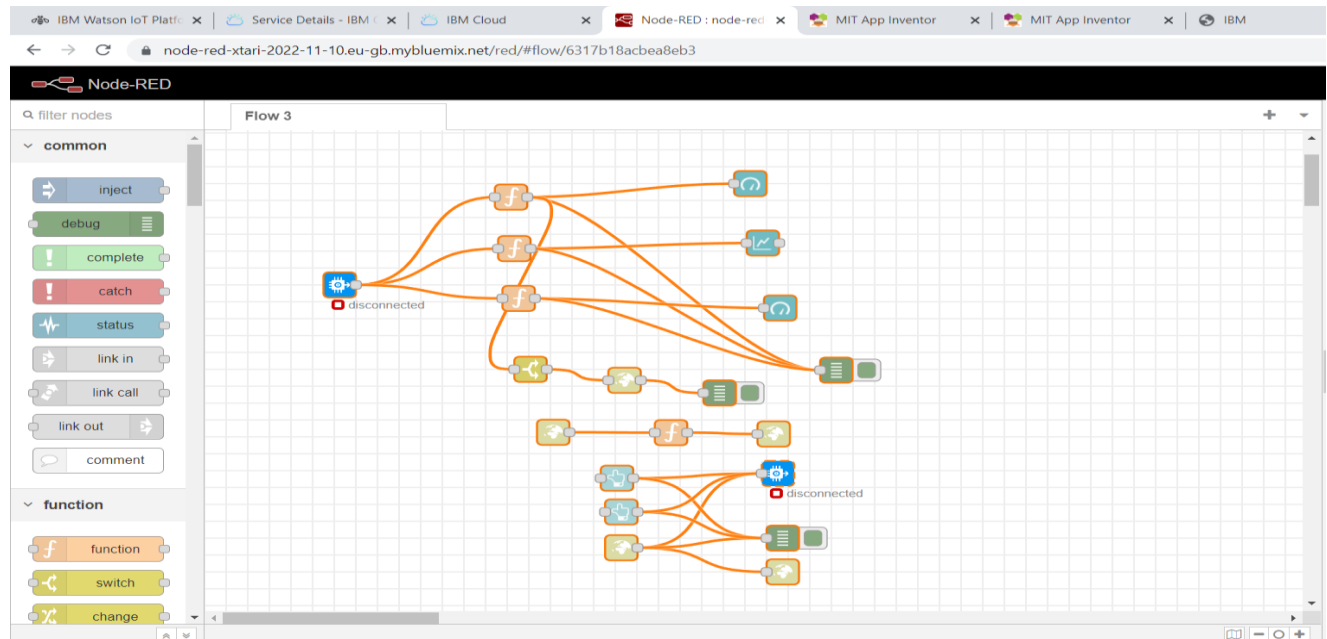 IBM Watson IoT Platfo
Service Details - IBM C
IBM Cloud
Node-RED : node-red
MIT App Inventor
MIT App Inventor
IBM
node-red-xtari-2022-11-10.eu-gb.mybluemix.net/red/#flow/6317b18acbea8eb3
Node-RED
filter nodes
Flow 3
common
inject
debug
complete
catch
status
link in
link call
link out
comment
function
function
switch
change
disconnected
disconnected